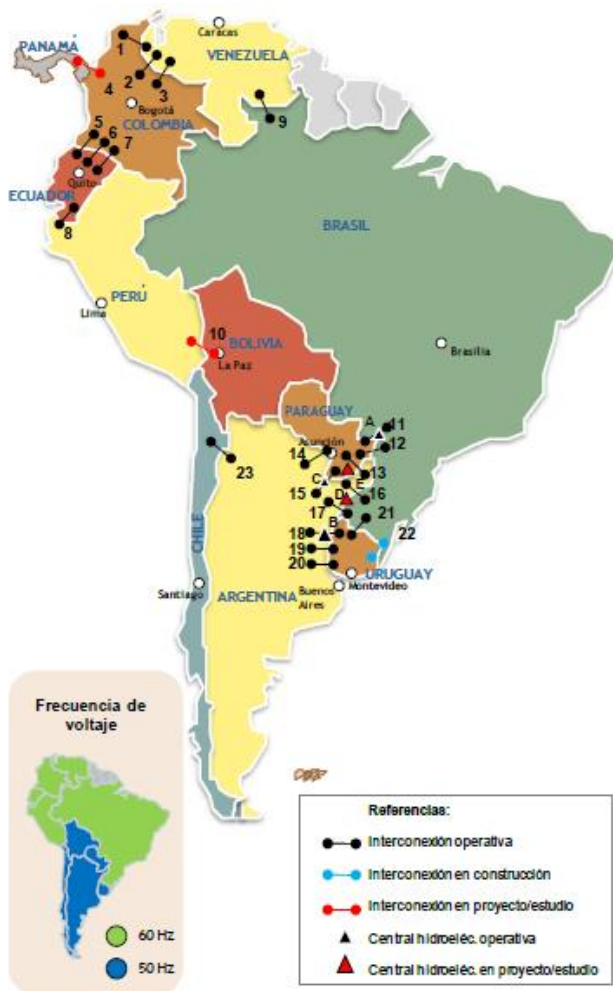 Caracas
PANAMÁ
1
VENEZUELA
4
2
3
Bogotá
COLOMBIA
9
5
6
7
Quito
ECUADOR
8
BRASIL
PERÚ
Lima
10
BOLIVIA
La Paz
Brasilia
PARAGUAY
A
11
12
Asunción
14
23
C
E
13
15
D
16
17
21
B
18
22
19
20
CHILE
URUGUAY
Santiago
ARGENTINA
Montevideo
Buenos
Aires
Frecuencia de
voltaje
60 Hz
50 Hz
Referencias:
Interconexión operativa
Interconexión en construcción
Interconexión en proyecto/estudio
Central hidroeléc. operativa
Central hidroeléc. en proyecto/estudio